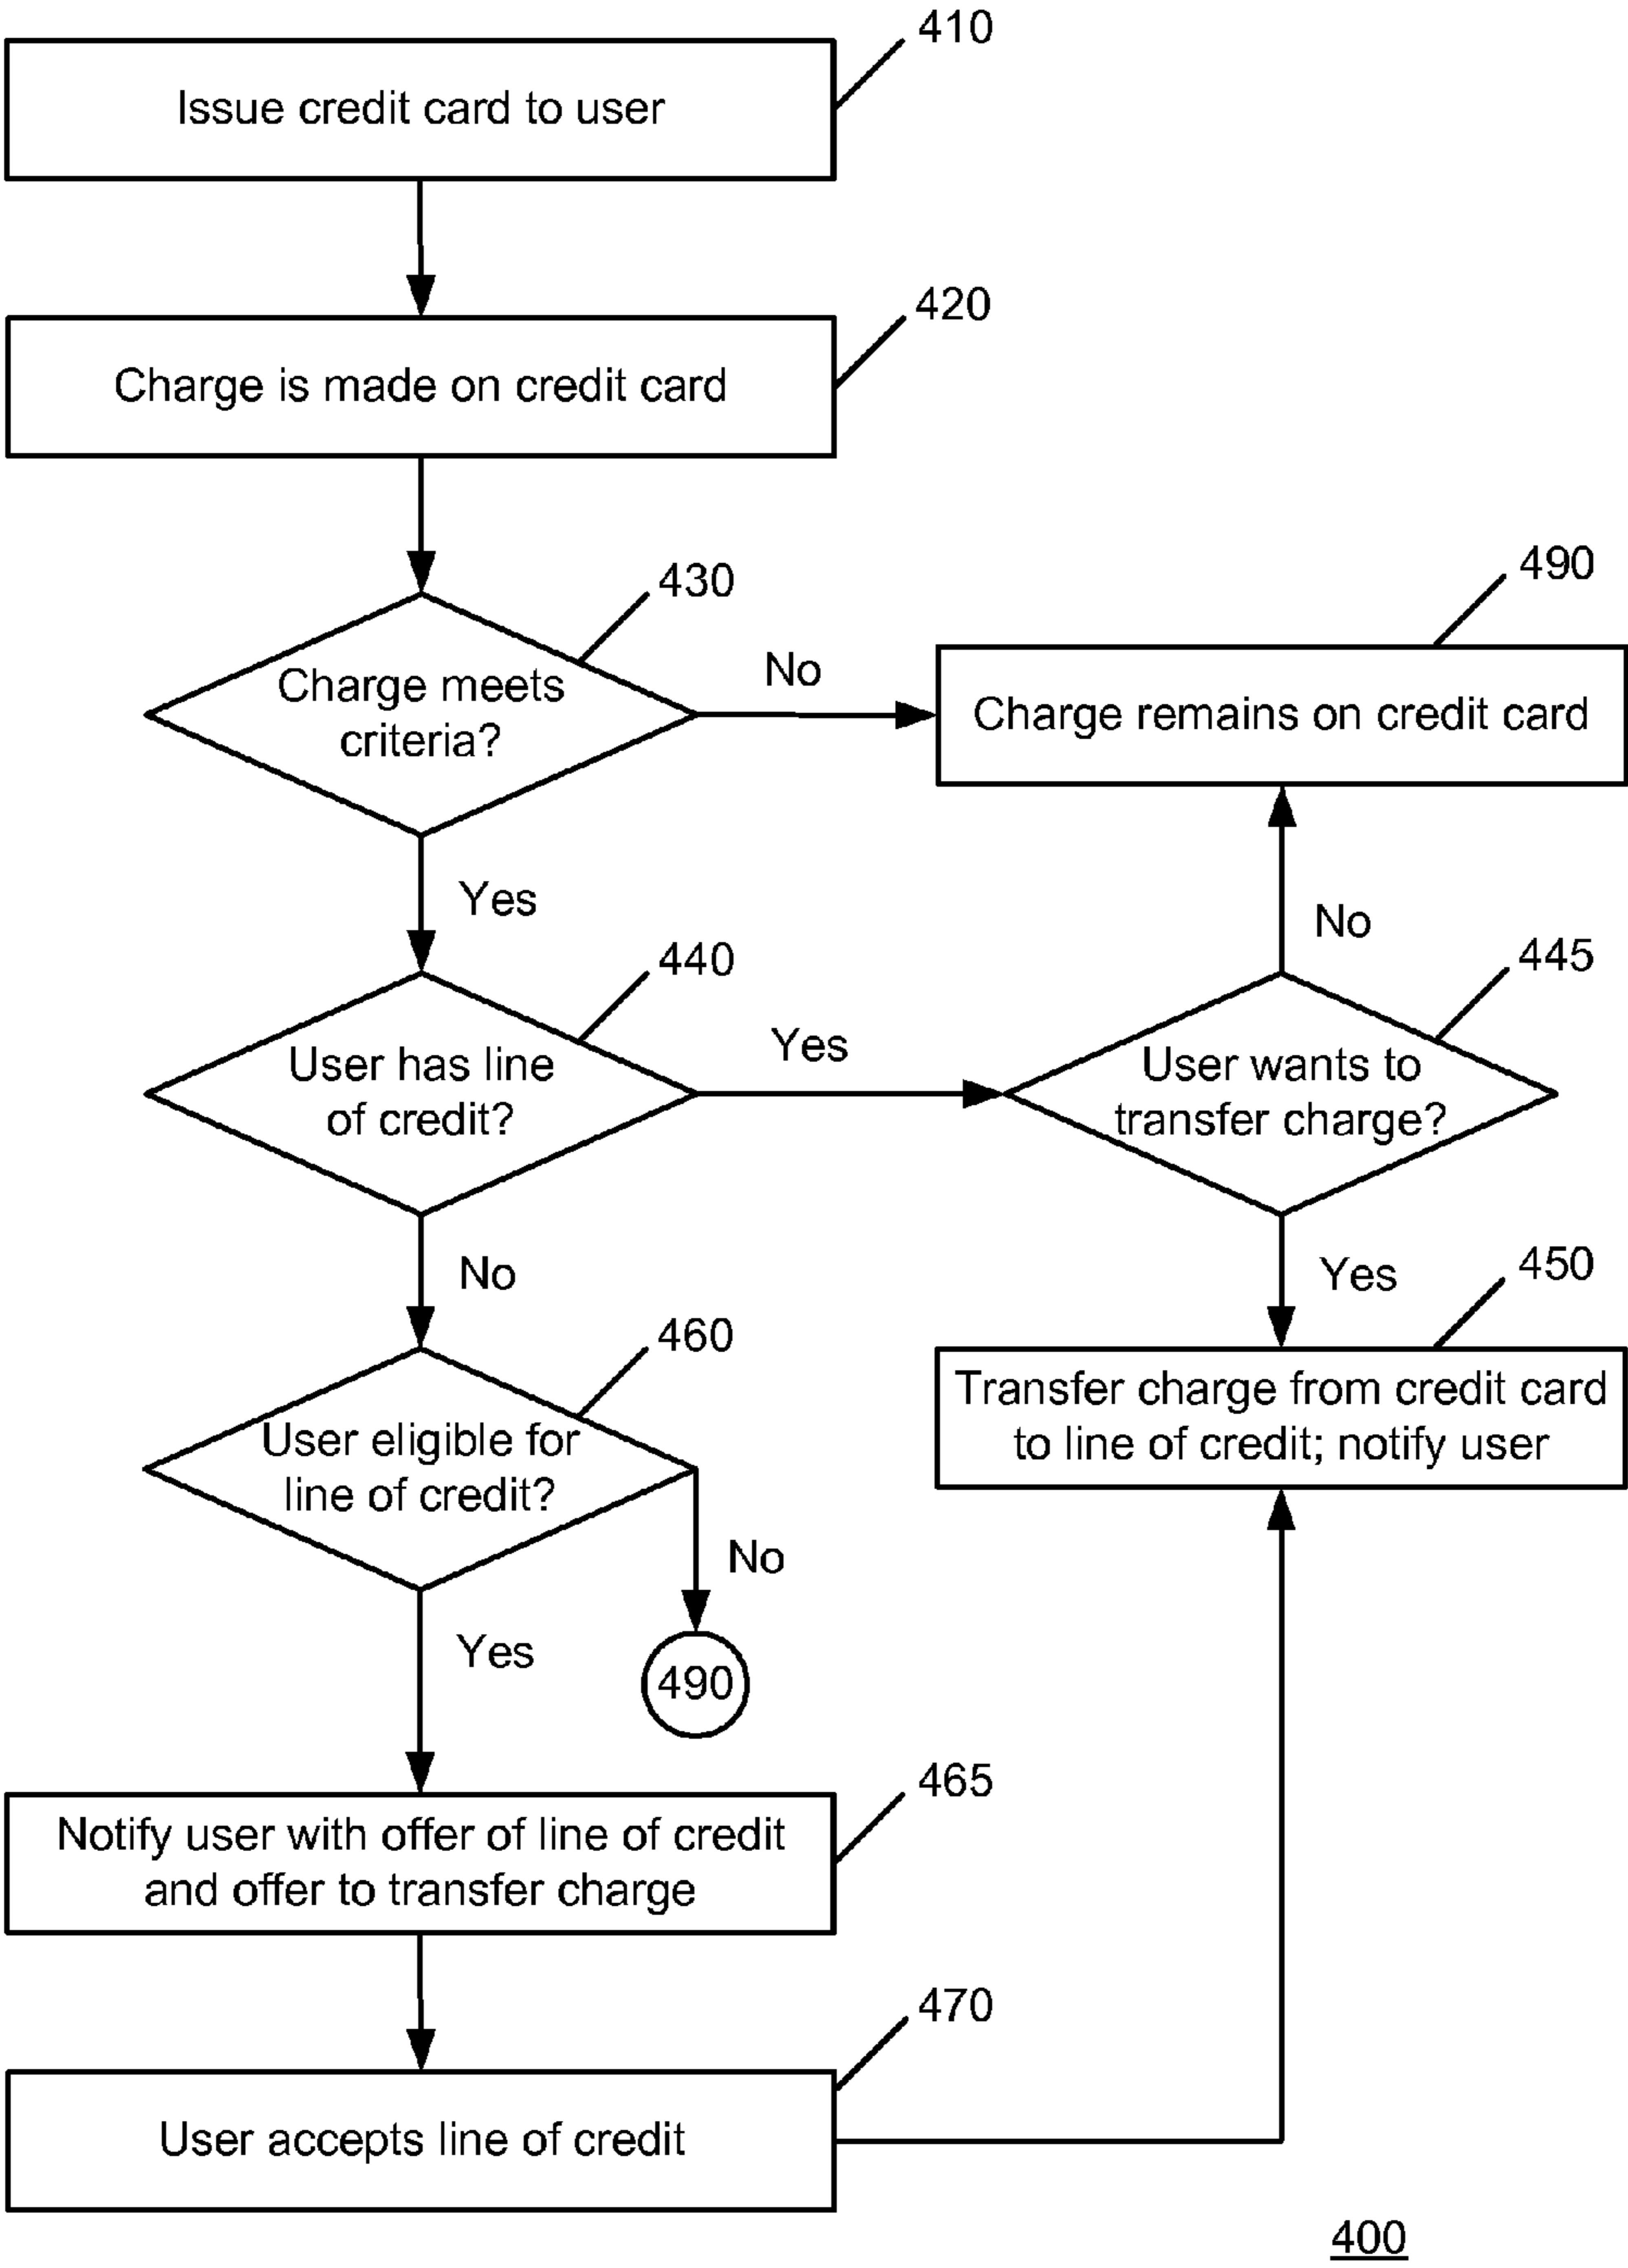 410
Issue credit card to user
420
Charge is made on credit card
430
Charge meets
criteria?
No
490
Charge remains on credit card
Yes
No
440
User has line
of credit?
Yes
445
User wants to
transfer charge?
No
Yes
450
Transfer charge from credit card
to line of credit; notify user
460
User eligible for
line of credit?
No
490
Yes
465
Notify user with offer of line of credit
and offer to transfer charge
470
User accepts line of credit
400